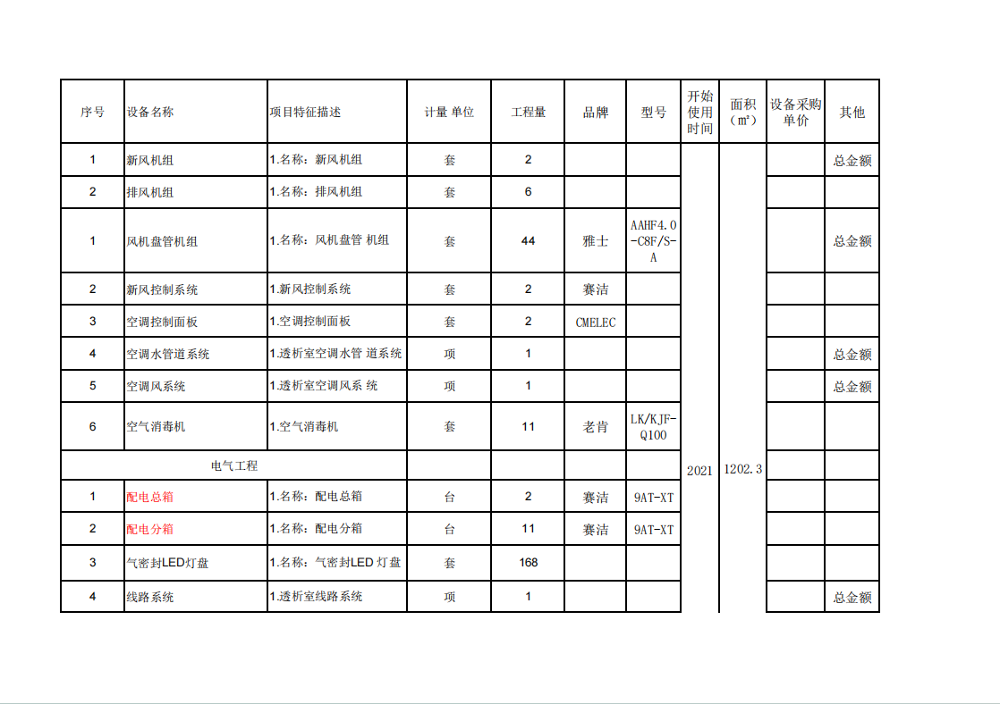 序号 设备名称 项目特征描述 计量 单位 工程量 品牌 型号 开始使用时间 面积（㎡） 设备采购单价 其他
1 新风机组 1.名称：新风机组 套 2 总金额
2 排风机组 1.名称：排风机组 套 6
1 风机盘管机组 1.名称：风机盘管 机组 套 44 雅士 AAHF4.0-C8F/S-A 总金额
2 新风控制系统 1.新风控制系统 套 2 赛洁
3 空调控制面板 1.空调控制面板 套 2 CMELEC
4 空调水管道系统 1.透析室空调水管 道系统 项 1 总金额
5 空调风系统 1.透析室空调风系 统 项 1 总金额
6 空气消毒机 1.空气消毒机 套 11 老肯 LK/KJF-Q100
电气工程 2021 1202.3
1 配电总箱 1.名称：配电总箱 台 2 赛洁 9AT-XT
2 配电分箱 1.名称：配电分箱 台 11 赛洁 9AT-XT
3 气密封LED灯盘 1.名称：气密封LED 灯盘 套 168
4 线路系统 1.透析室线路系统 项 1 总金额